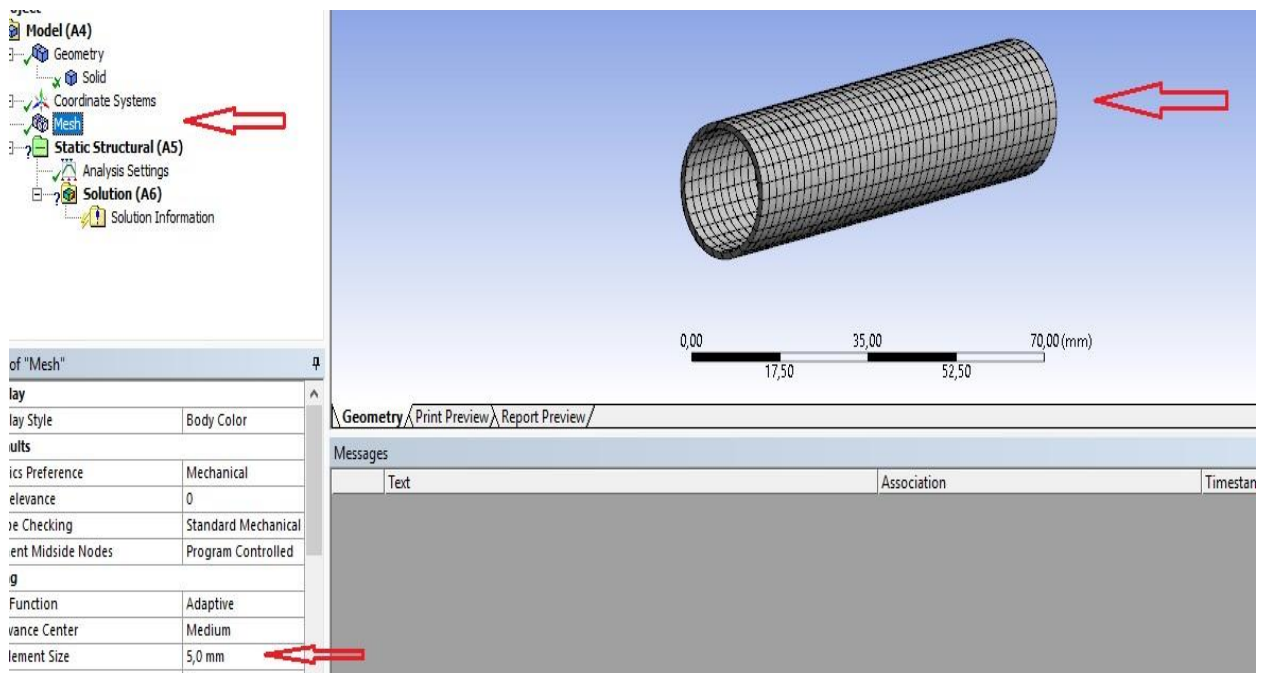 Model (A4)
Geometry
Solid
Coordinate Systems
Mesh
Static Structural (A5)
Analysis Settings
Solution (A6)
Solution Information
0,00 35,00 70,00 (mm)
17,50 52,50
of "Mesh"
lay
lay Style Body Color
ults
ics Preference Mechanical
elevance 0
pe Checking Standard Mechanical
ent Midside Nodes Program Controlled
g
Function Adaptive
vance Center Medium
lement Size 5,0 mm
Geometry Print Preview Report Preview
Messages
Text Association Timestan